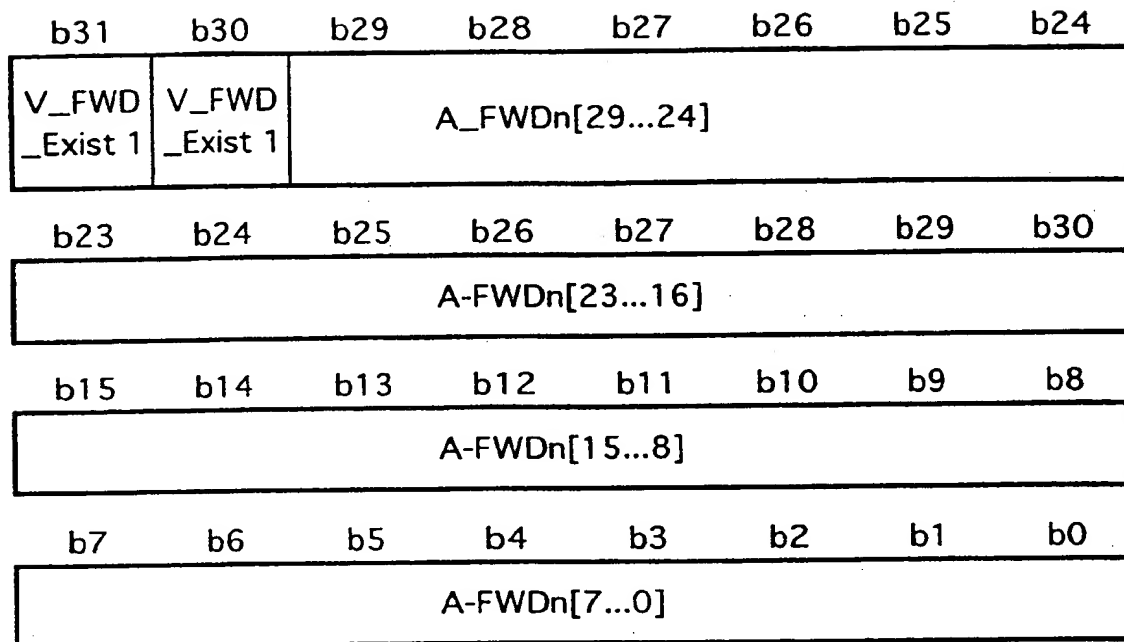 b31 b30 b29 b28 b27 b26 b25 b24
V_FWD V_FWD
_Exist 1 _Exist 1
A_FWDn[29...24]
b23 b24 b25 b26 b27 b28 b29 b30
A-FWDn[23...16]
b15 b14 b13 b12 b11 b10 b9 b8
A-FWDn[15...8]
b7 b6 b5 b4 b3 b2 b1 b0
A-FWDn[7...0]